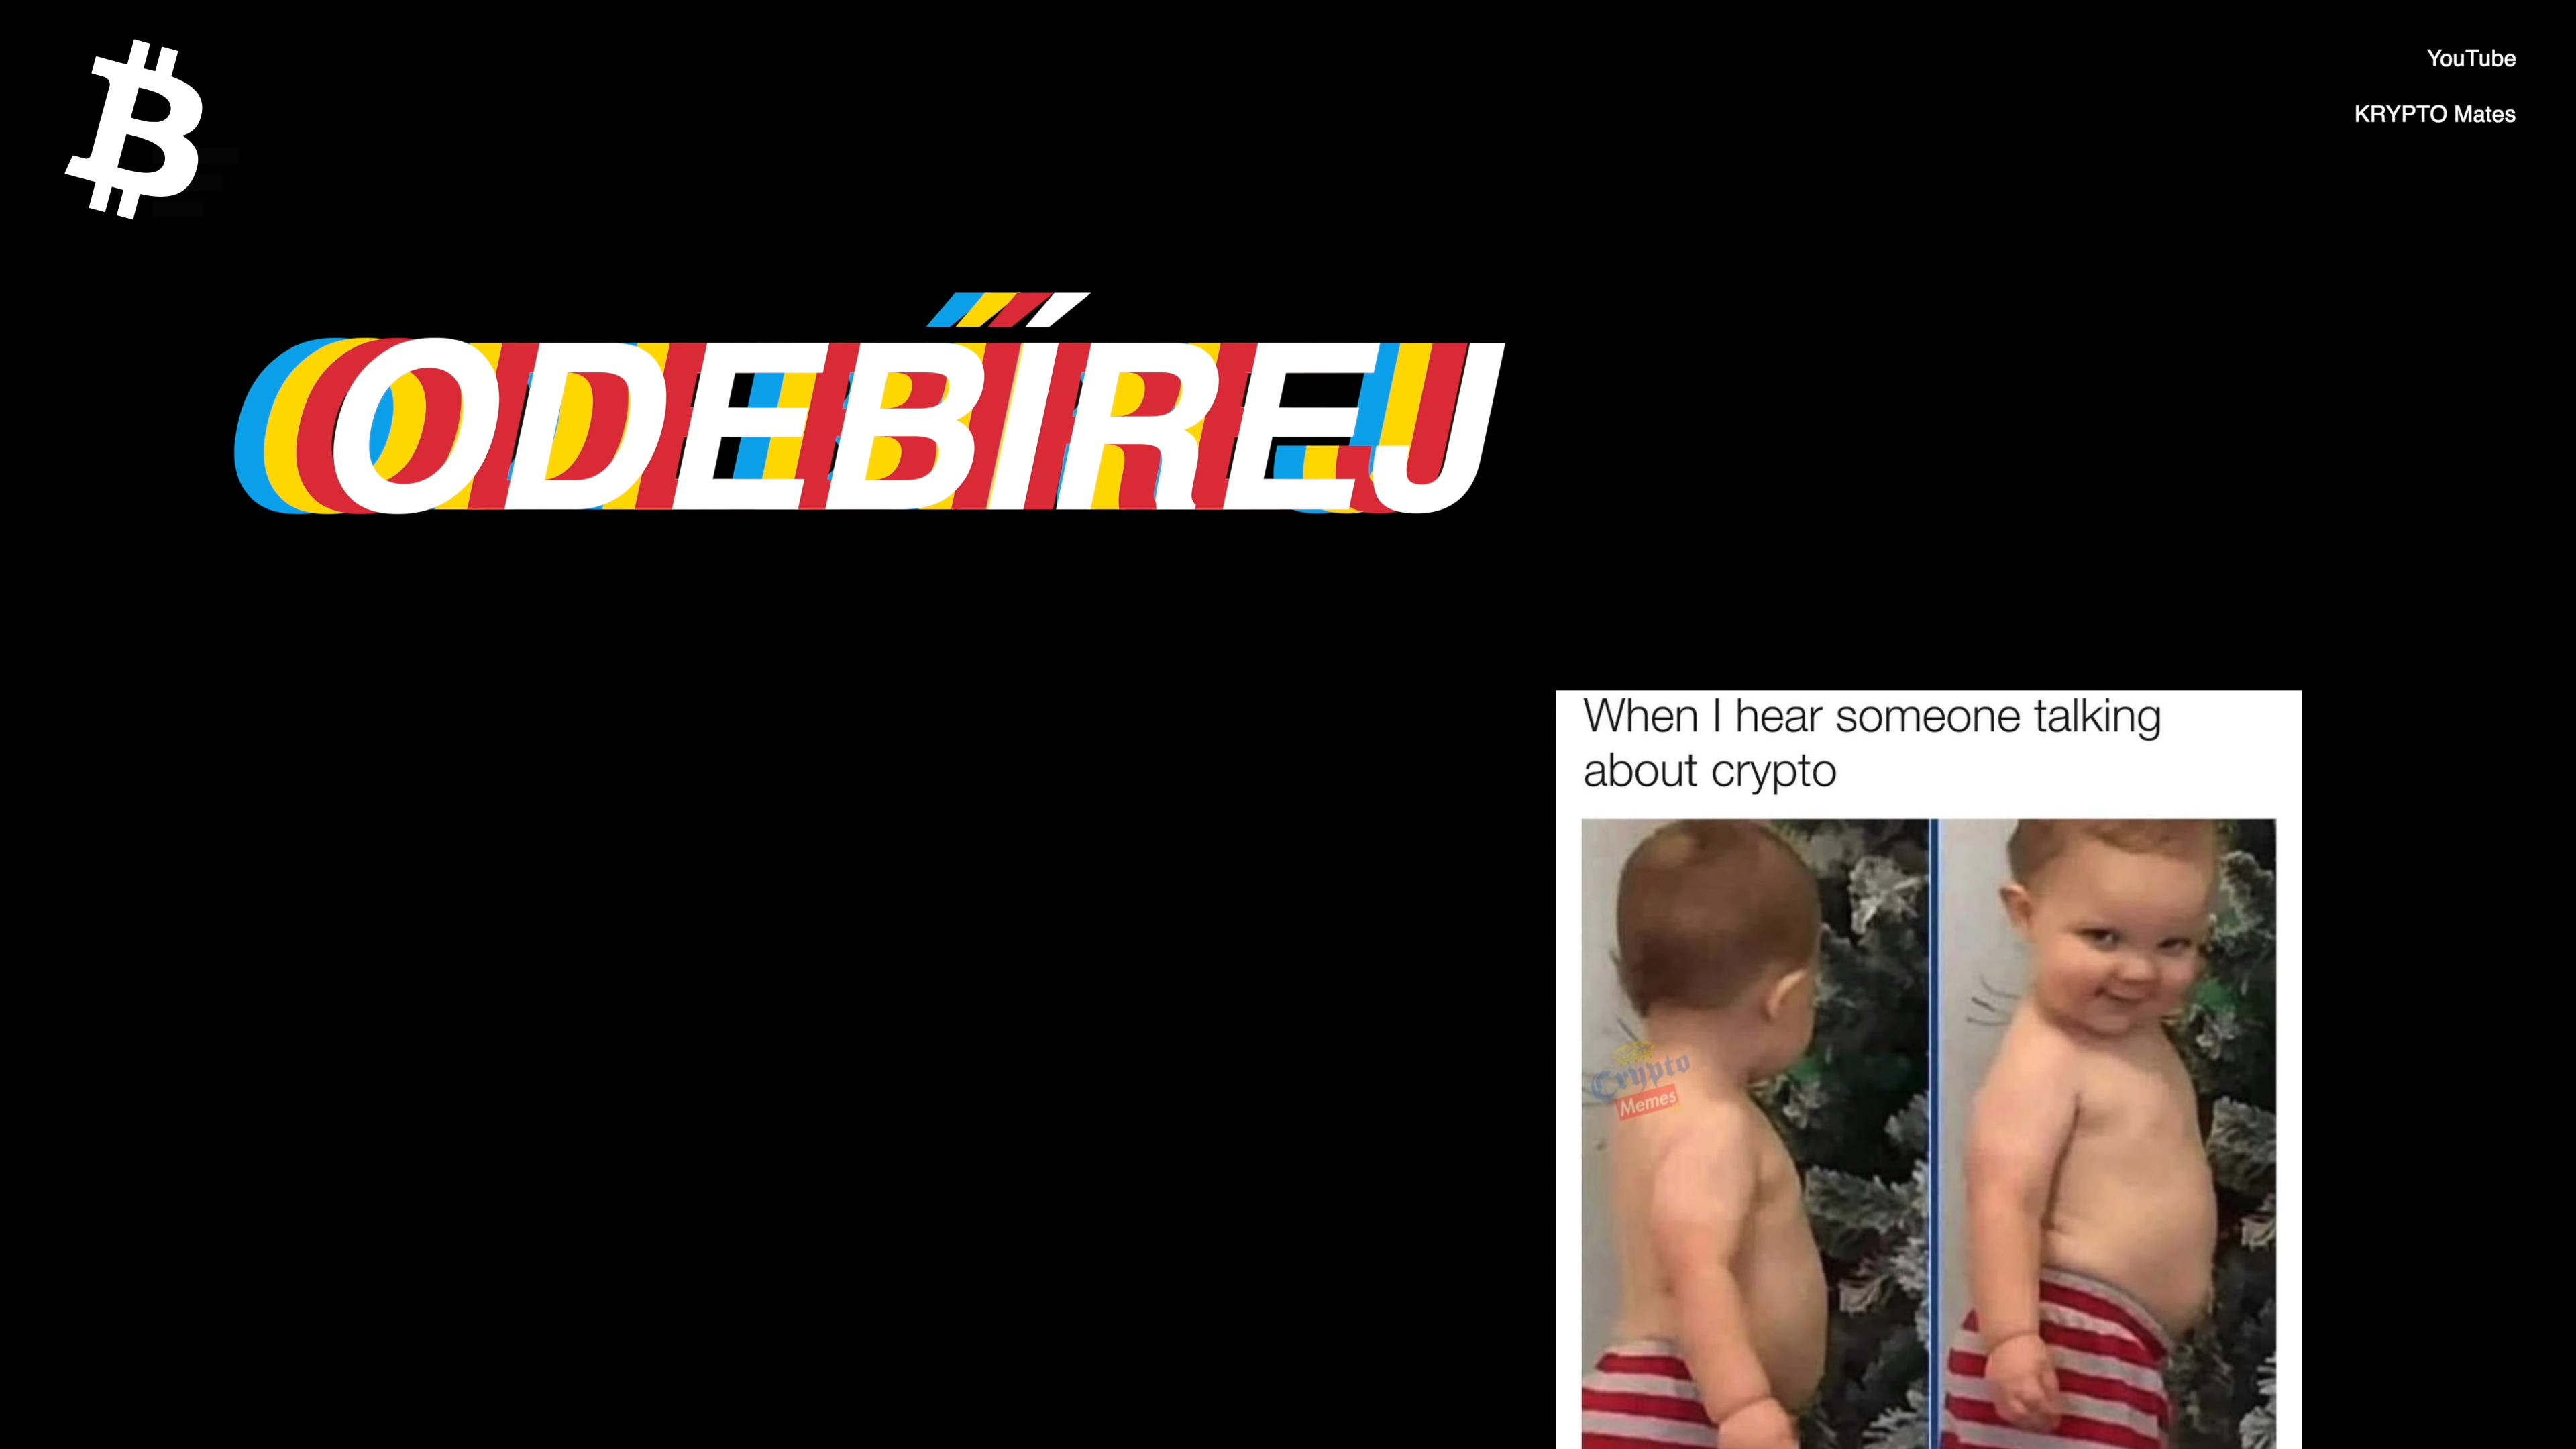 YouTube
KRYPTO Mates
ODEBÍREJ
When I hear someone talking
about crypto
Crypto
Memes